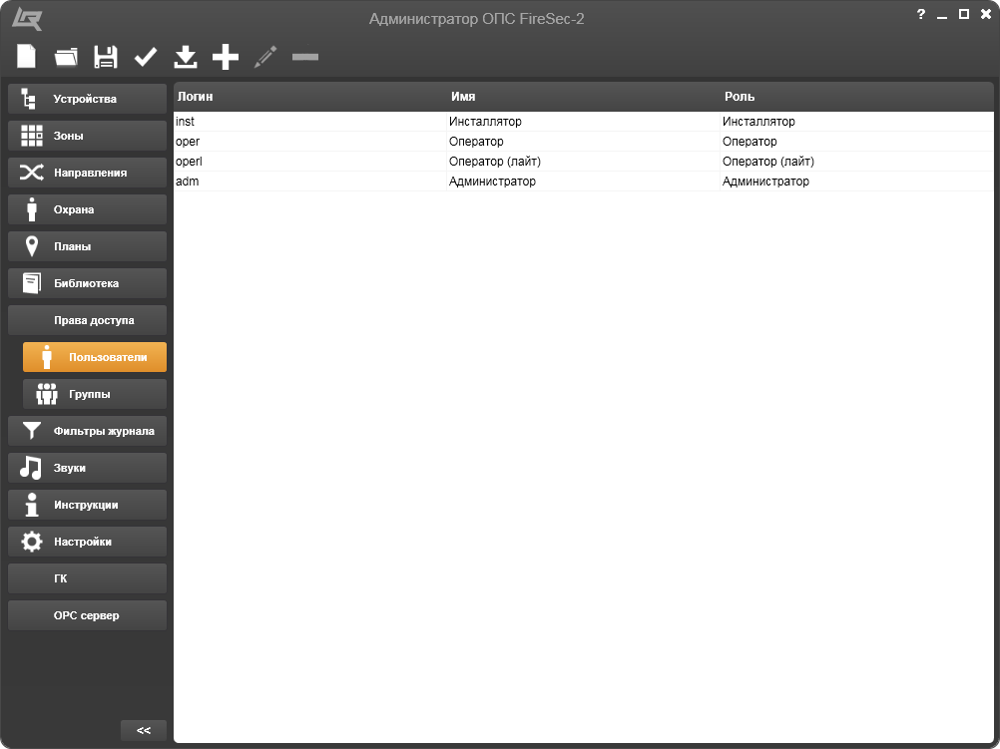 Администратор ОПС FireSec-2
?
Устройства
Зоны
Направления
Охрана
Планы
Библиотека
Права доступа
Пользователи
Группы
Фильтры журнала
Звуки
Инструкции
Настройки
ГК
OPC сервер
<<
Логин Имя Роль
inst Инсталлятор Инсталлятор
oper Оператор Оператор
operl Оператор (лайт) Оператор (лайт)
adm Администратор Администратор